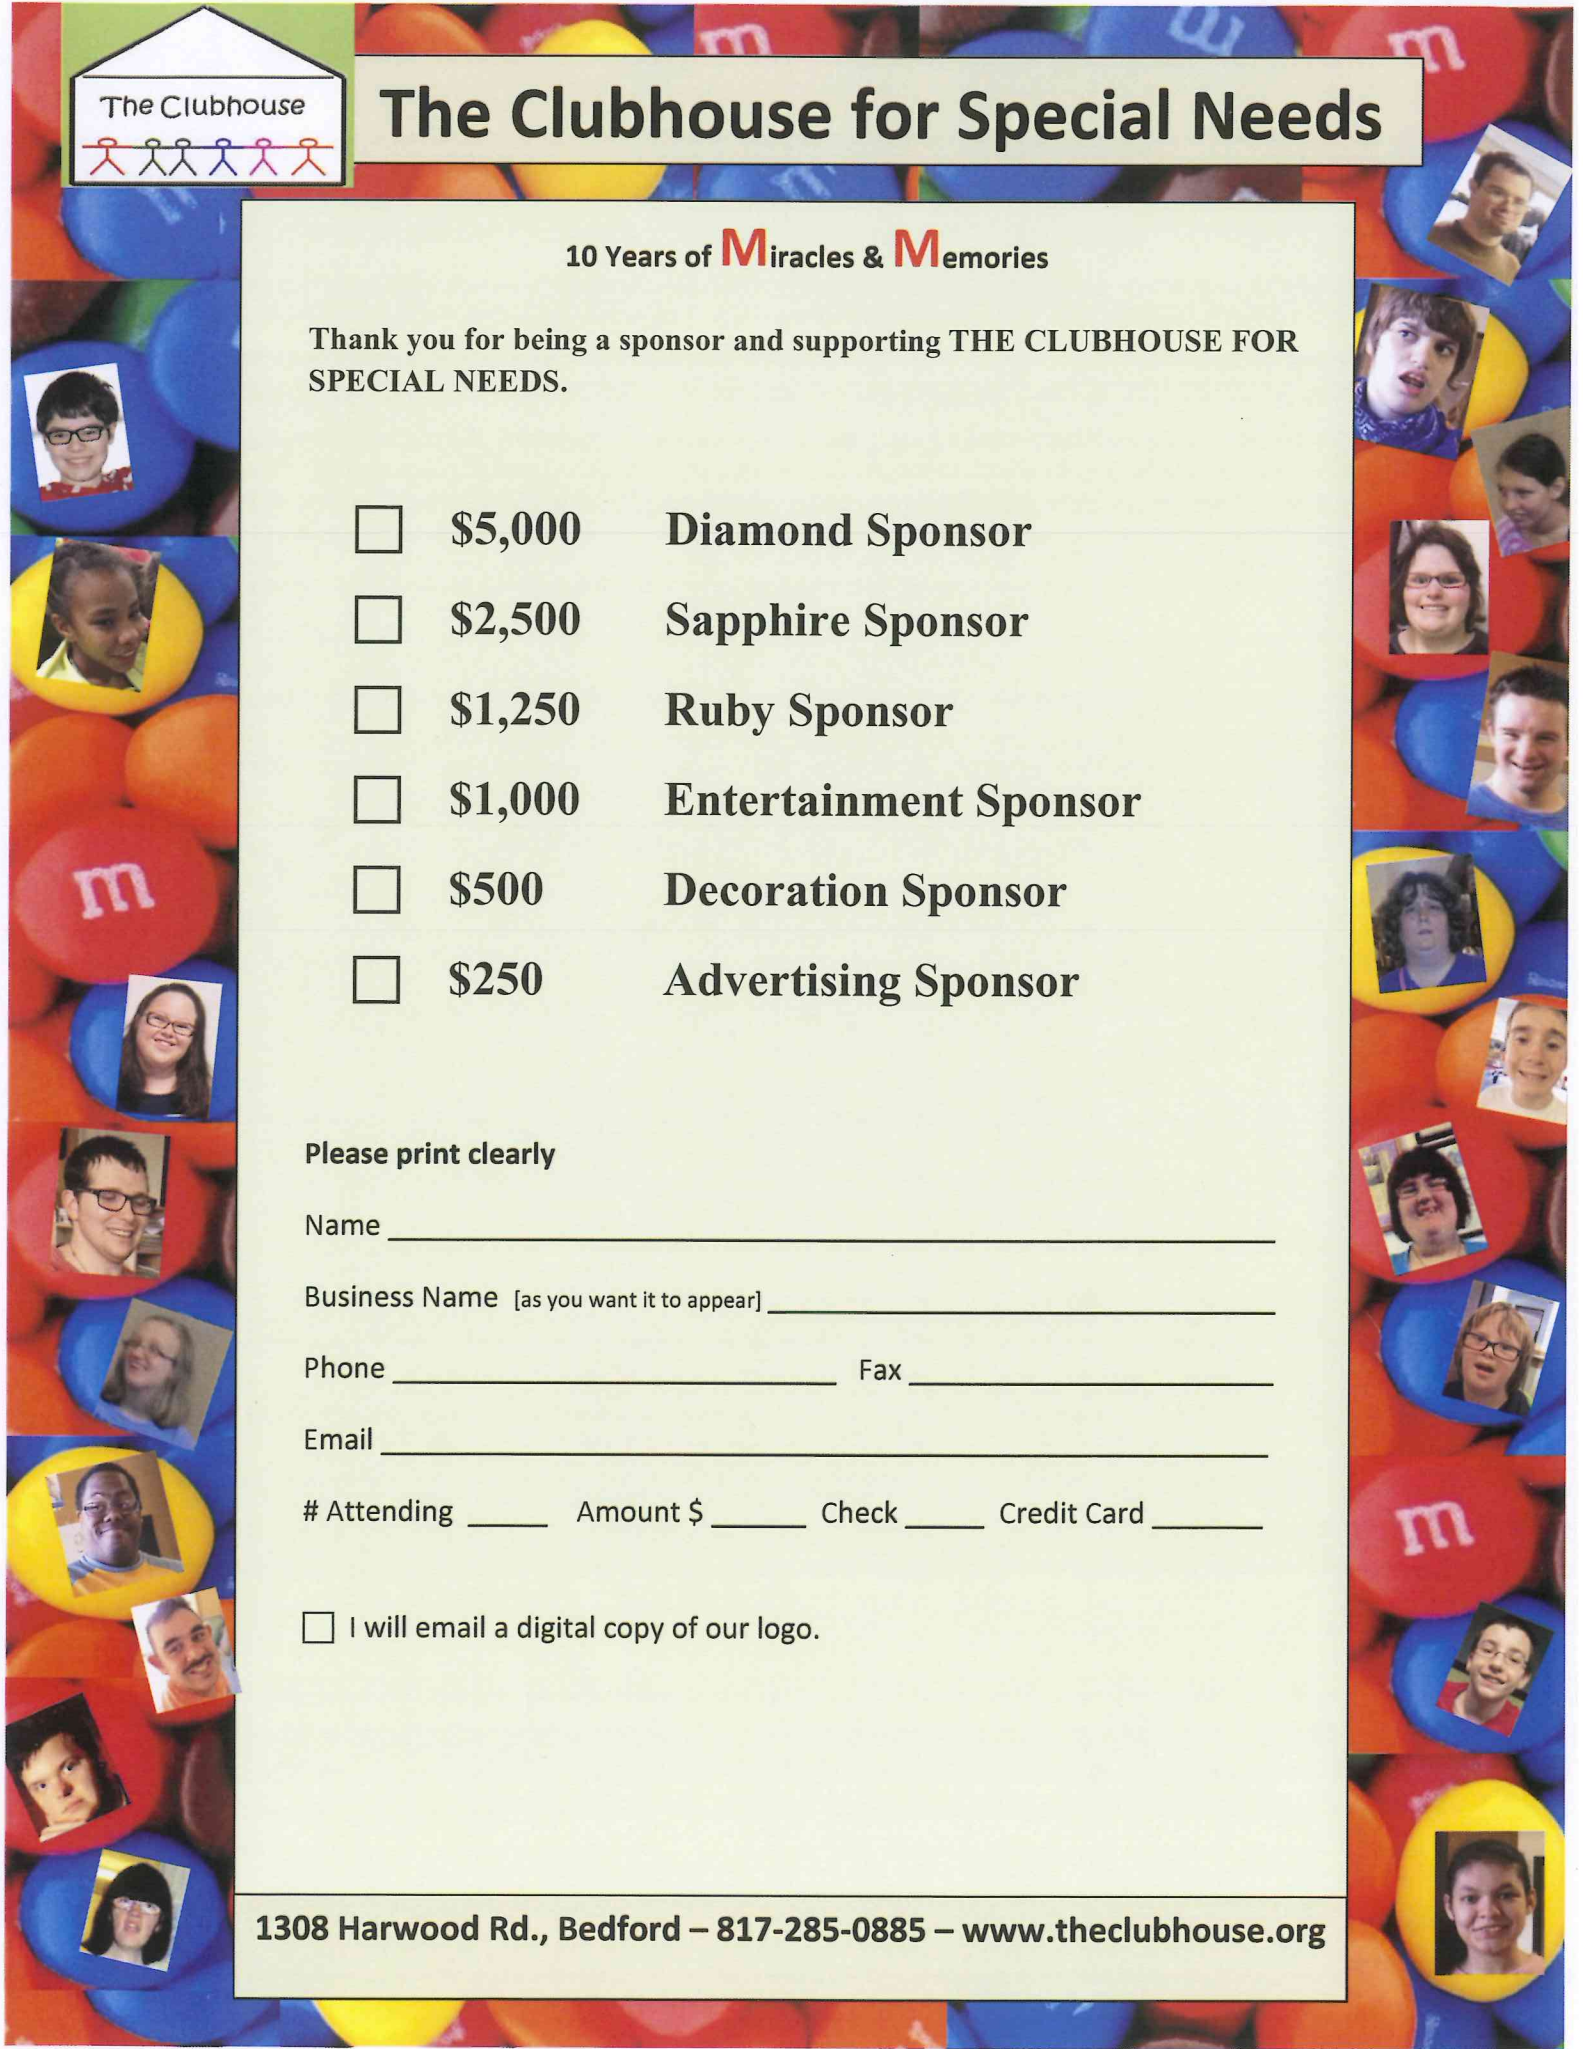 The Clubhouse
The Clubhouse for Special Needs
10 Years of Miracles & Memories
Thank you for being a sponsor and supporting THE CLUBHOUSE FOR
SPECIAL NEEDS.
$5,000 Diamond Sponsor
$2,500 Sapphire Sponsor
$1,250 Ruby Sponsor
$1,000 Entertainment Sponsor
$500 Decoration Sponsor
$250 Advertising Sponsor
Please print clearly
Name
Business Name [as you want it to appear]
Phone Fax
Email
# Attending Amount $ Check Credit Card
I will email a digital copy of our logo.
1308 Harwood Rd., Bedford – 817-285-0885 – www.theclubhouse.org
m
m
m
m
m
m
m